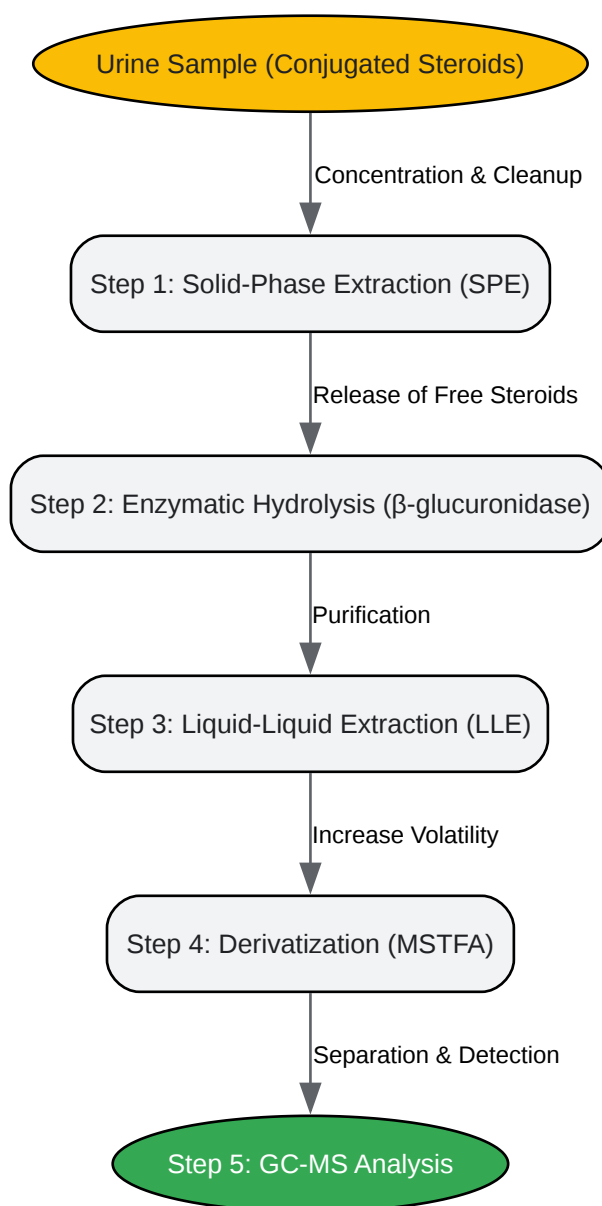 Urine Sample (Conjugated Steroids)
Concentration & Cleanup
Step 1: Solid-Phase Extraction (SPE)
Release of Free Steroids
Step 2: Enzymatic Hydrolysis (β-glucuronidase)
Purification
Step 3: Liquid-Liquid Extraction (LLE)
Increase Volatility
Step 4: Derivatization (MSTFA)
Separation & Detection
Step 5: GC-MS Analysis